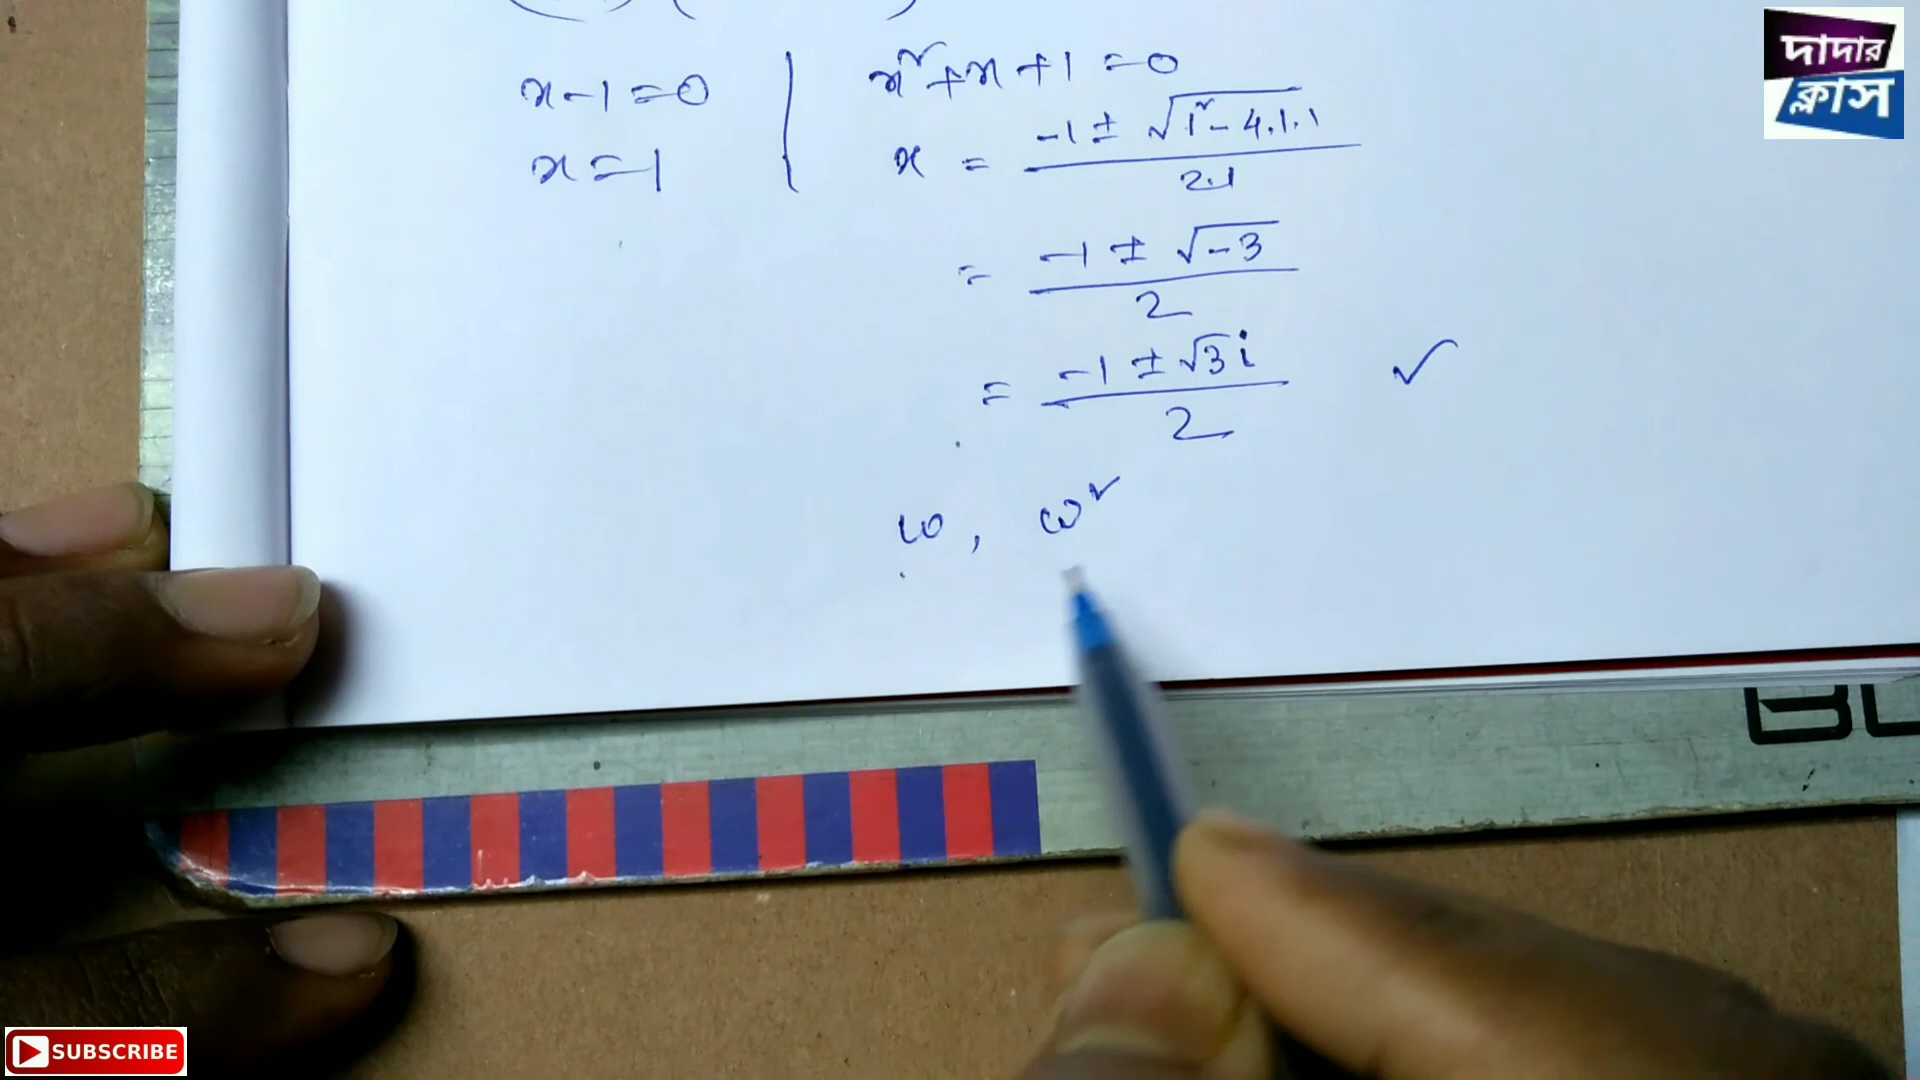 x-1=0
x=1
x²+x+1=0
x = (-1 ± √(1²-4.1.1))/2.1
= (-1 ± √-3)/2
= (-1 ± √3i)/2 ✓
ω, ω²
দাদার
ক্লাস
SUBSCRIBE